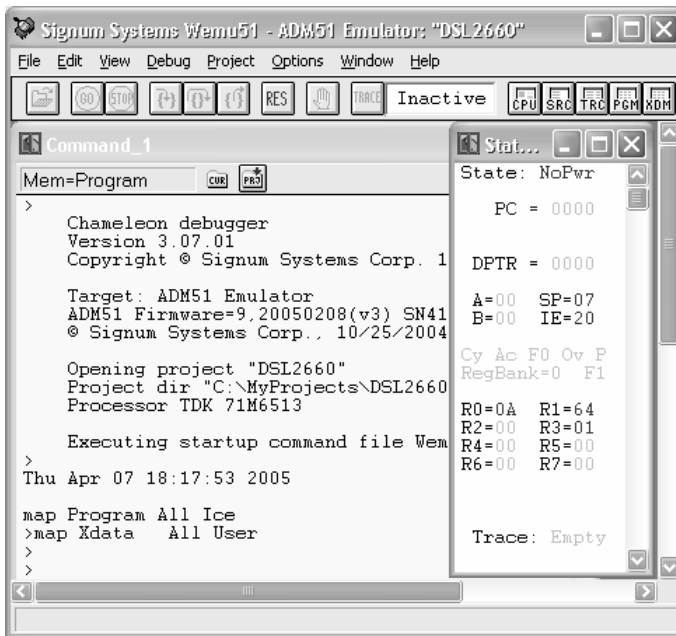 Signum Systems Wemu51 - ADM51 Emulator: "DSL2660"
File Edit View Debug Project Options Window Help
GO STOP {+} {}+ {} RES TRACE Inactive CPU SRC TRC PGM XDM
Command_1
Mem=Program CUR PRJ
>
Chameleon debugger
Version 3.07.01
Copyright © Signum Systems Corp. 1
Target: ADM51 Emulator
ADM51 Firmware=9,20050208(v3) SN41
© Signum Systems Corp., 10/25/2004
Opening project "DSL2660"
Project dir "C:\MyProjects\DSL2660
Processor TDK 71M6513
Executing startup command file Wem
>
Thu Apr 07 18:17:53 2005
map Program All Ice
>map Xdata All User
>
>
Stat...
State: NoPwr
PC = 0000
DPTR = 0000
A=00 SP=07
B=00 IE=20
Cy Ac F0 Ov P
RegBank=0 F1
R0=0A R1=64
R2=00 R3=01
R4=00 R5=00
R6=00 R7=00
Trace: Empty